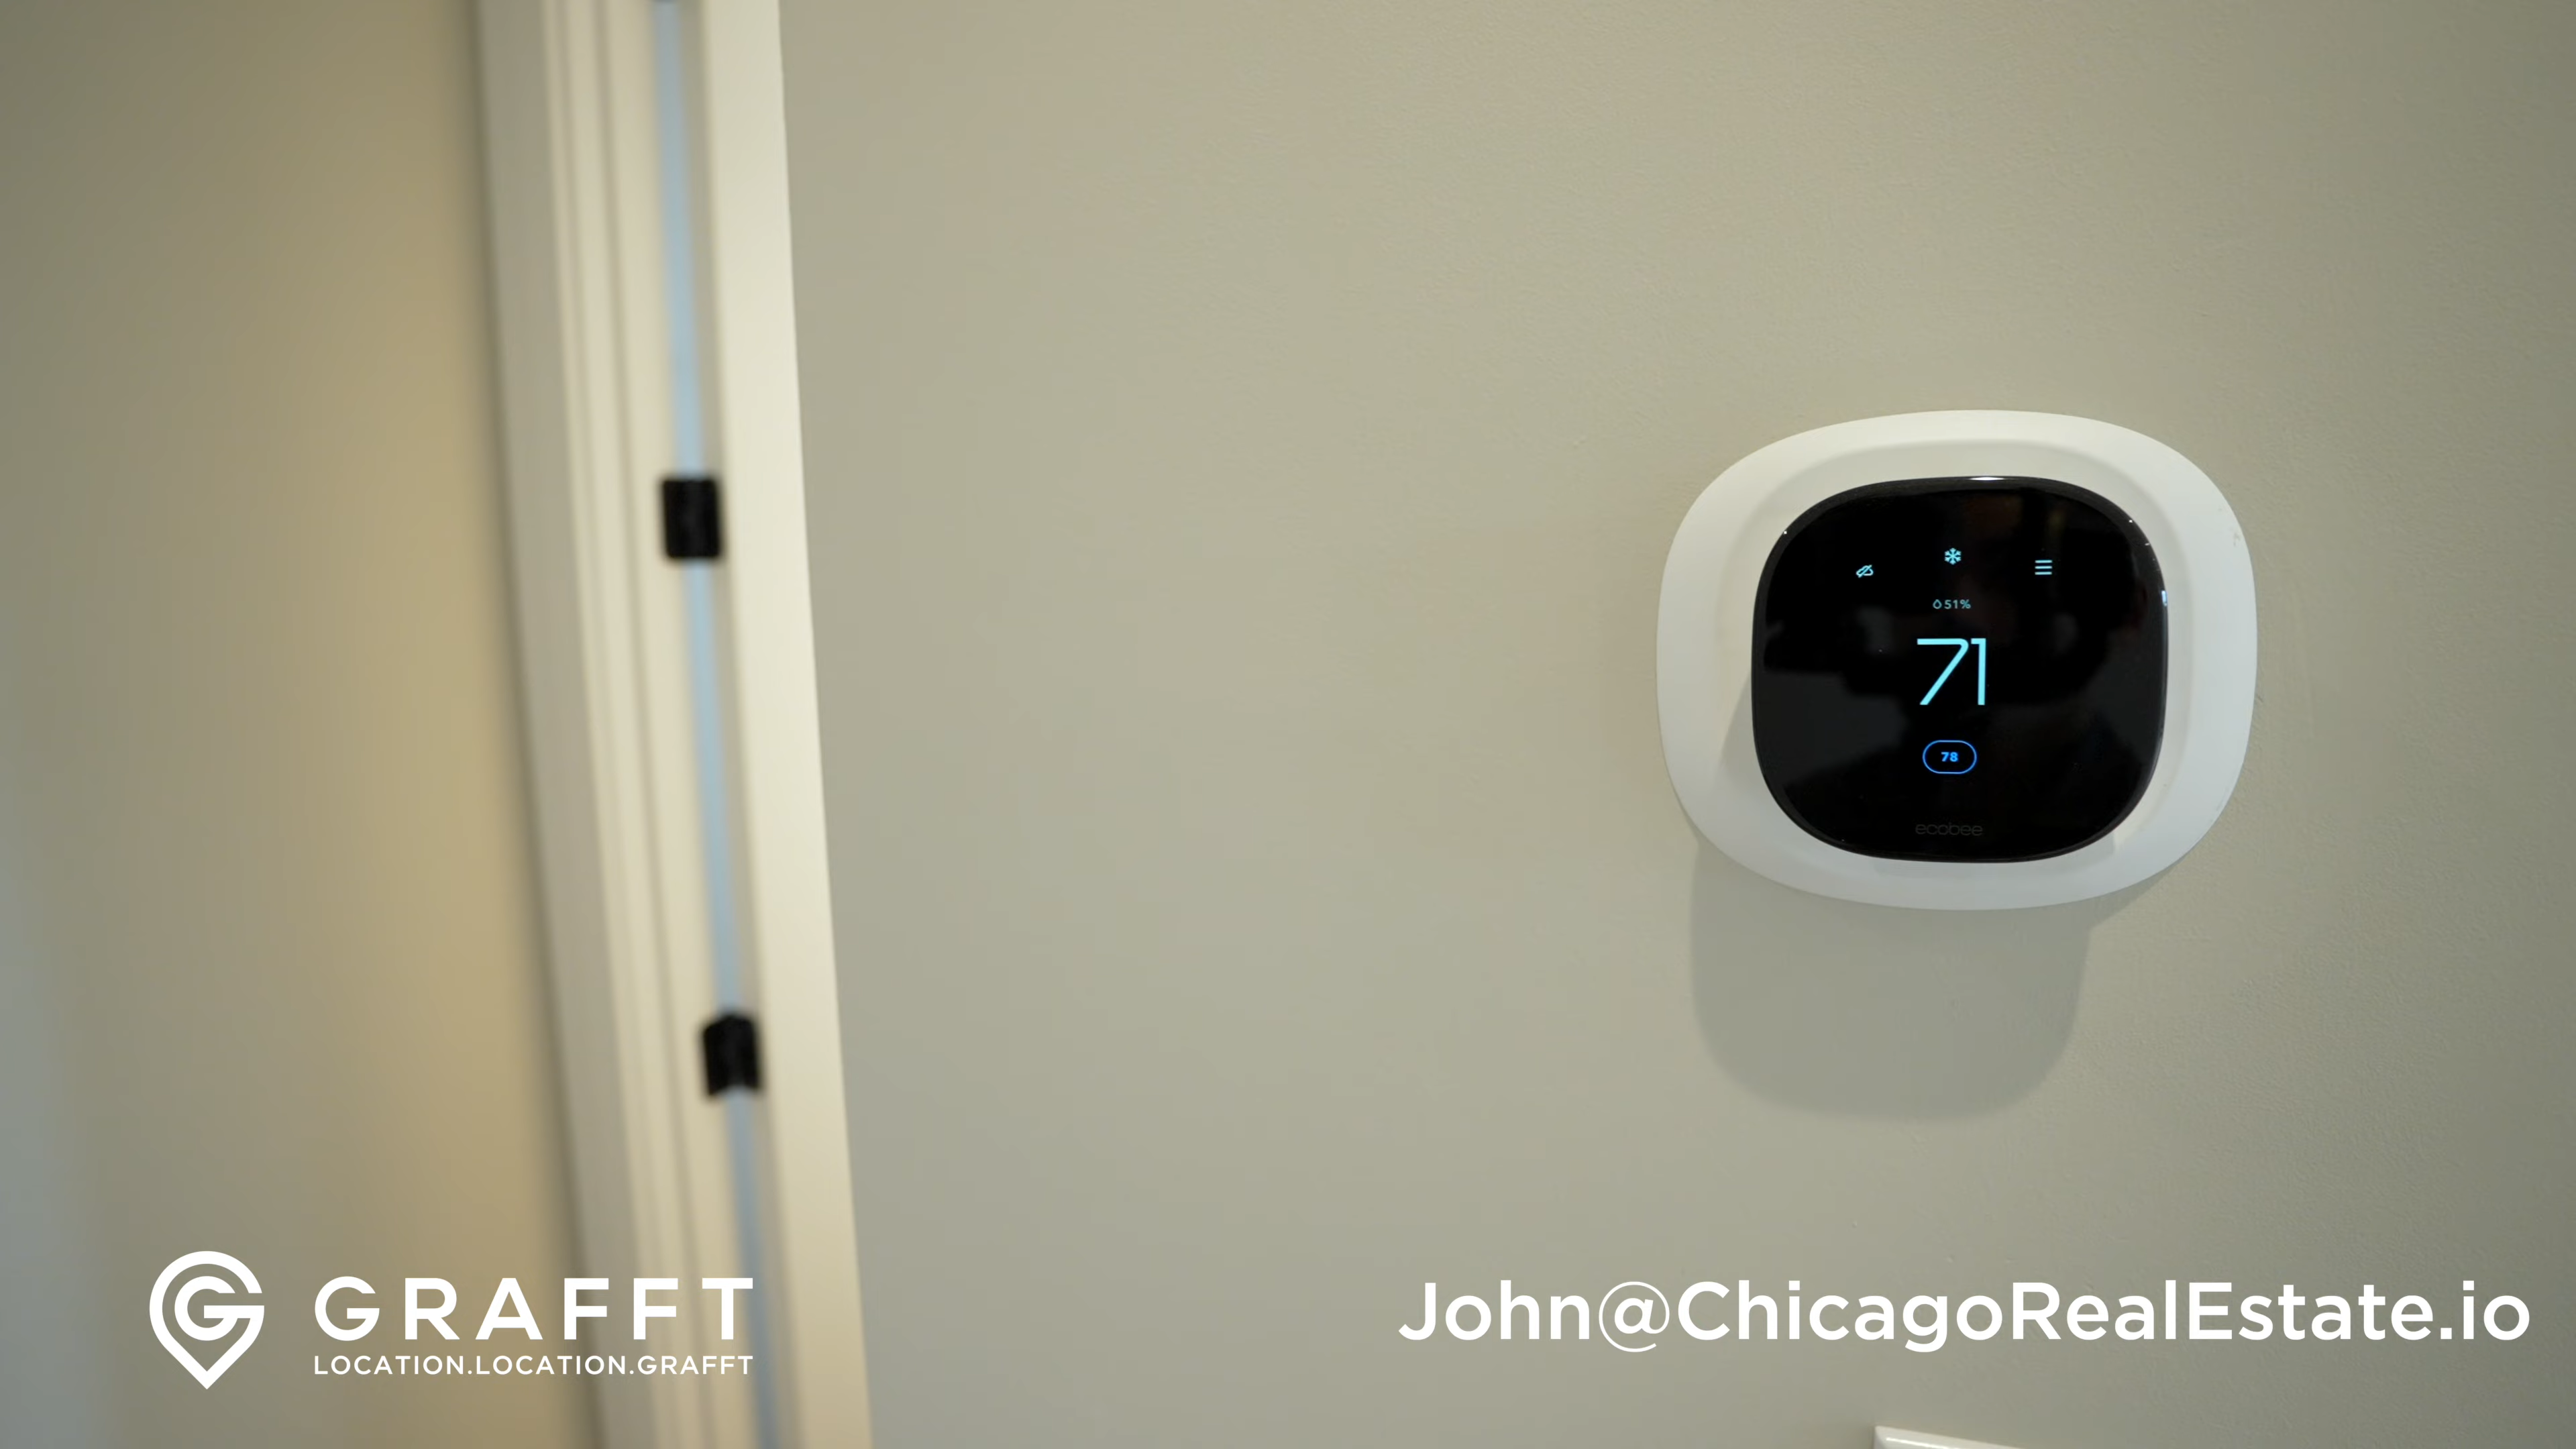 51%
71
78
ecobee
GRAFFT
LOCATION.LOCATION.GRAFFT
John@ChicagoRealEstate.io